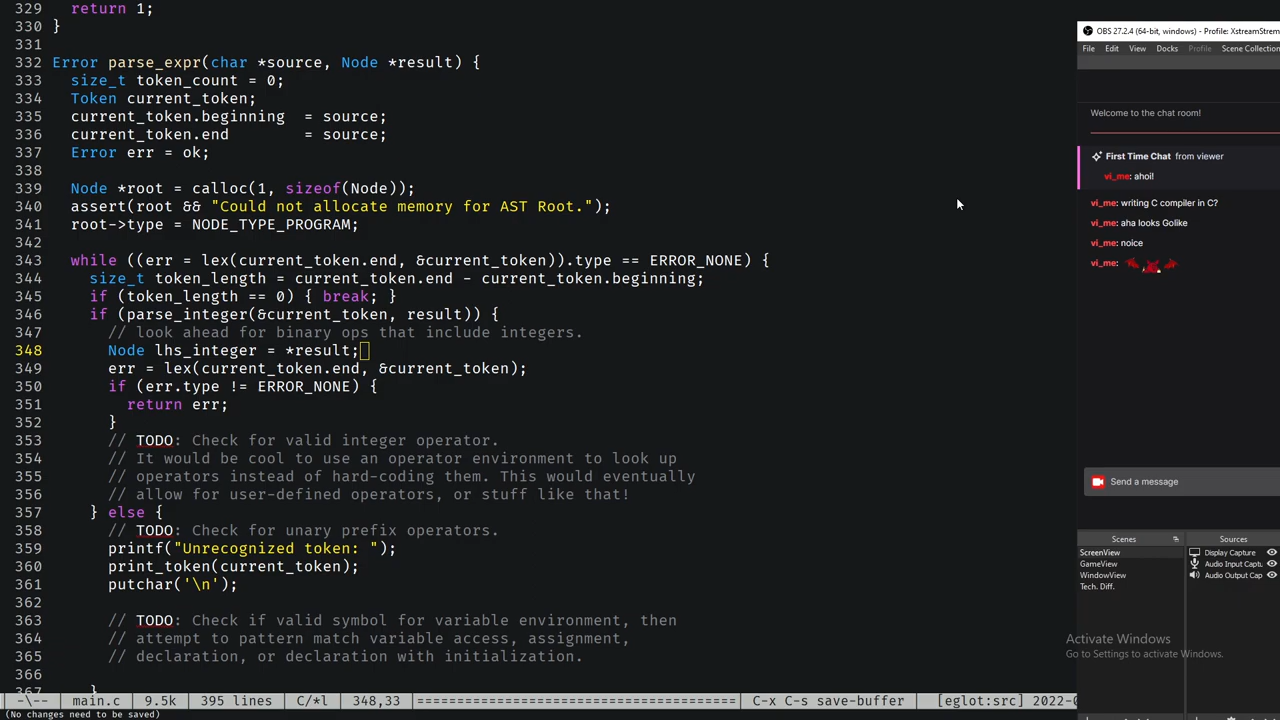 329     return 1;
330 }
331
332 Error parse_expr(char *source, Node *result) {
333   size_t token_count = 0;
334   Token current_token;
335   current_token.beginning  = source;
336   current_token.end        = source;
337   Error err = ok;
338
339   Node *root = calloc(1, sizeof(Node));
340   assert(root && "Could not allocate memory for AST Root.");
341   root->type = NODE_TYPE_PROGRAM;
342
343   while ((err = lex(current_token.end, &current_token)).type == ERROR_NONE) {
344     size_t token_length = current_token.end - current_token.beginning;
345     if (token_length == 0) { break; }
346     if (parse_integer(&current_token, result)) {
347       // look ahead for binary ops that include integers.
348       Node lhs_integer = *result;
349       err = lex(current_token.end, &current_token);
350       if (err.type != ERROR_NONE) {
351         return err;
352       }
353       // TODO: Check for valid integer operator.
354       // It would be cool to use an operator environment to look up
355       // operators instead of hard-coding them. This would eventually
356       // allow for user-defined operators, or stuff like that!
357     } else {
358       // TODO: Check for unary prefix operators.
359       printf("Unrecognized token: ");
360       print_token(current_token);
361       putchar('\n');
362
363       // TODO: Check if valid symbol for variable environment, then
364       // attempt to pattern match variable access, assignment,
365       // declaration, or declaration with initialization.
366
367     }
-\-- main.c 9.5k 395 lines C/*l 348,33 ================================== C-x C-s save-buffer [eglot:src] 2022-
(No changes need to be saved)
OBS 27.2.4 (64-bit, windows) - Profile: XstreamStrem
File Edit View Docks Profile Scene Collection
Welcome to the chat room!
First Time Chat from viewer
vi_me: ahoi!
vi_me: writing C compiler in C?
vi_me: aha looks Golike
vi_me: noice
vi_me:
Send a message
Scenes
ScreenView
GameView
WindowView
Tech. Diff.
Sources
Display Capture
Audio Input Captu
Audio Output Cap
Activate Windows
Go to Settings to activate Windows.